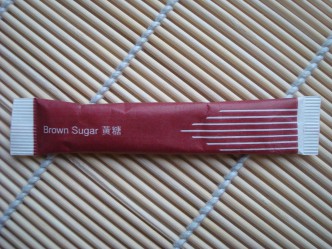 Brown Sugar 黃糖